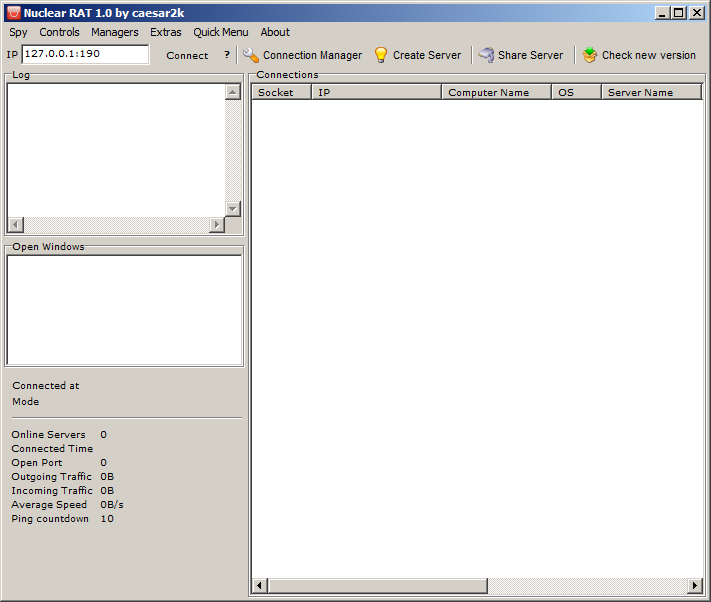 Nuclear RAT 1.0 by caesar2k
Spy Controls Managers Extras Quick Menu About
IP 127.0.0.1:190 Connect ? Connection Manager Create Server Share Server Check new version
Log
Connections
Socket IP Computer Name OS Server Name
Open Windows
Connected at
Mode
Online Servers 0
Connected Time
Open Port 0
Outgoing Traffic 0B
Incoming Traffic 0B
Average Speed 0B/s
Ping countdown 10